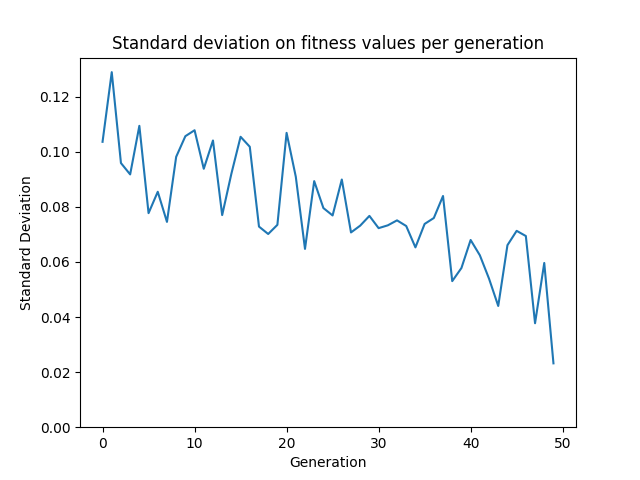 Standard deviation on fitness values per generation
0.12
0.10
0.08
0.06
0.04
0.02
0.00
Standard Deviation
0 10 20 30 40 50
Generation